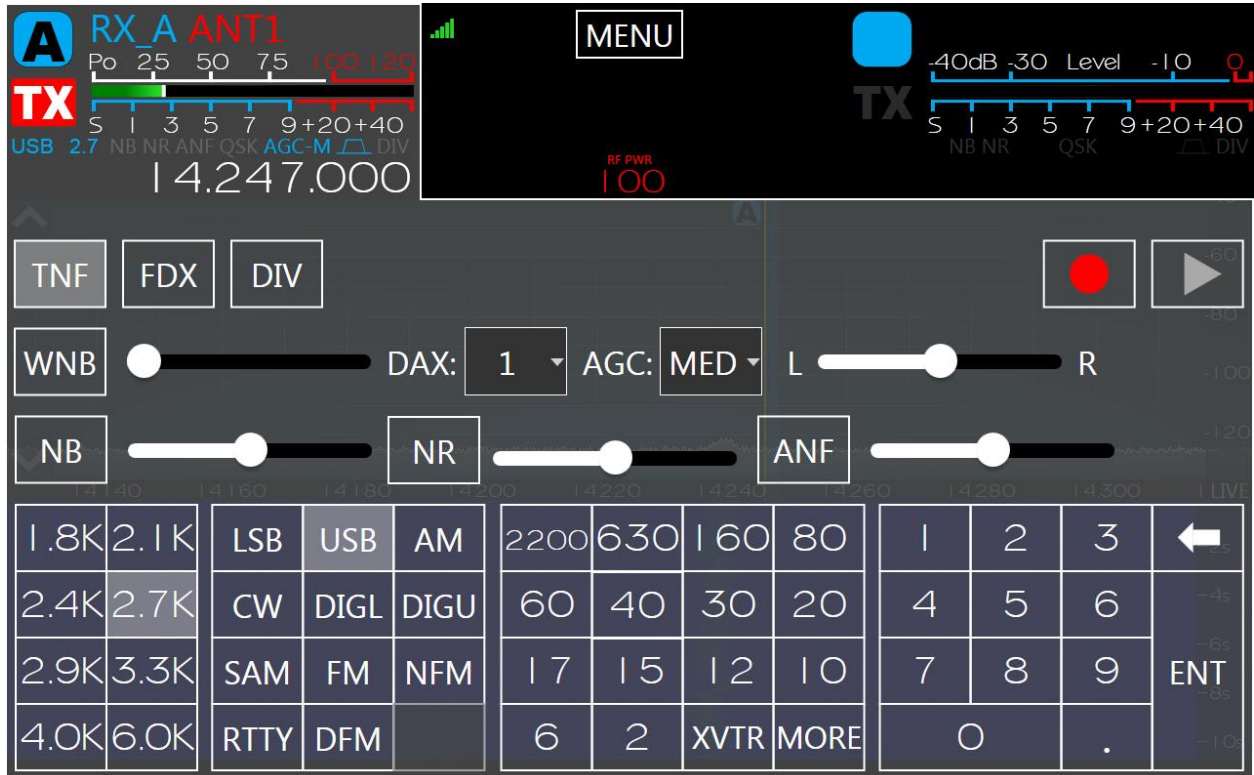 A RX_A ANT1
MENU
Po 25 50 75 100 120
-40dB -30 Level -10 0
TX
TX
S 1 3 5 7 9 +20 +40
S 1 3 5 7 9 +20 +40
USB 2.7 NB NR ANF QSK AGC-M DIV
NB NR QSK DIV
14.247.000
RF PWR
100
A
-60
TNF FDX DIV
-80
WNB DAX: 1 AGC: MED L R
-100
NB NR ANF
-120
14140 14160 14180 14200 14220 14240 14260 14280 14300 LIVE
1.8K 2.1K LSB USB AM 2200 630 160 80 1 2 3
-2s
2.4K 2.7K CW DIGL DIGU 60 40 30 20 4 5 6
-4s
-6s
2.9K 3.3K SAM FM NFM 17 15 12 10 7 8 9 ENT
-8s
4.0K 6.0K RTTY DFM 6 2 XVTR MORE 0 .
-10s